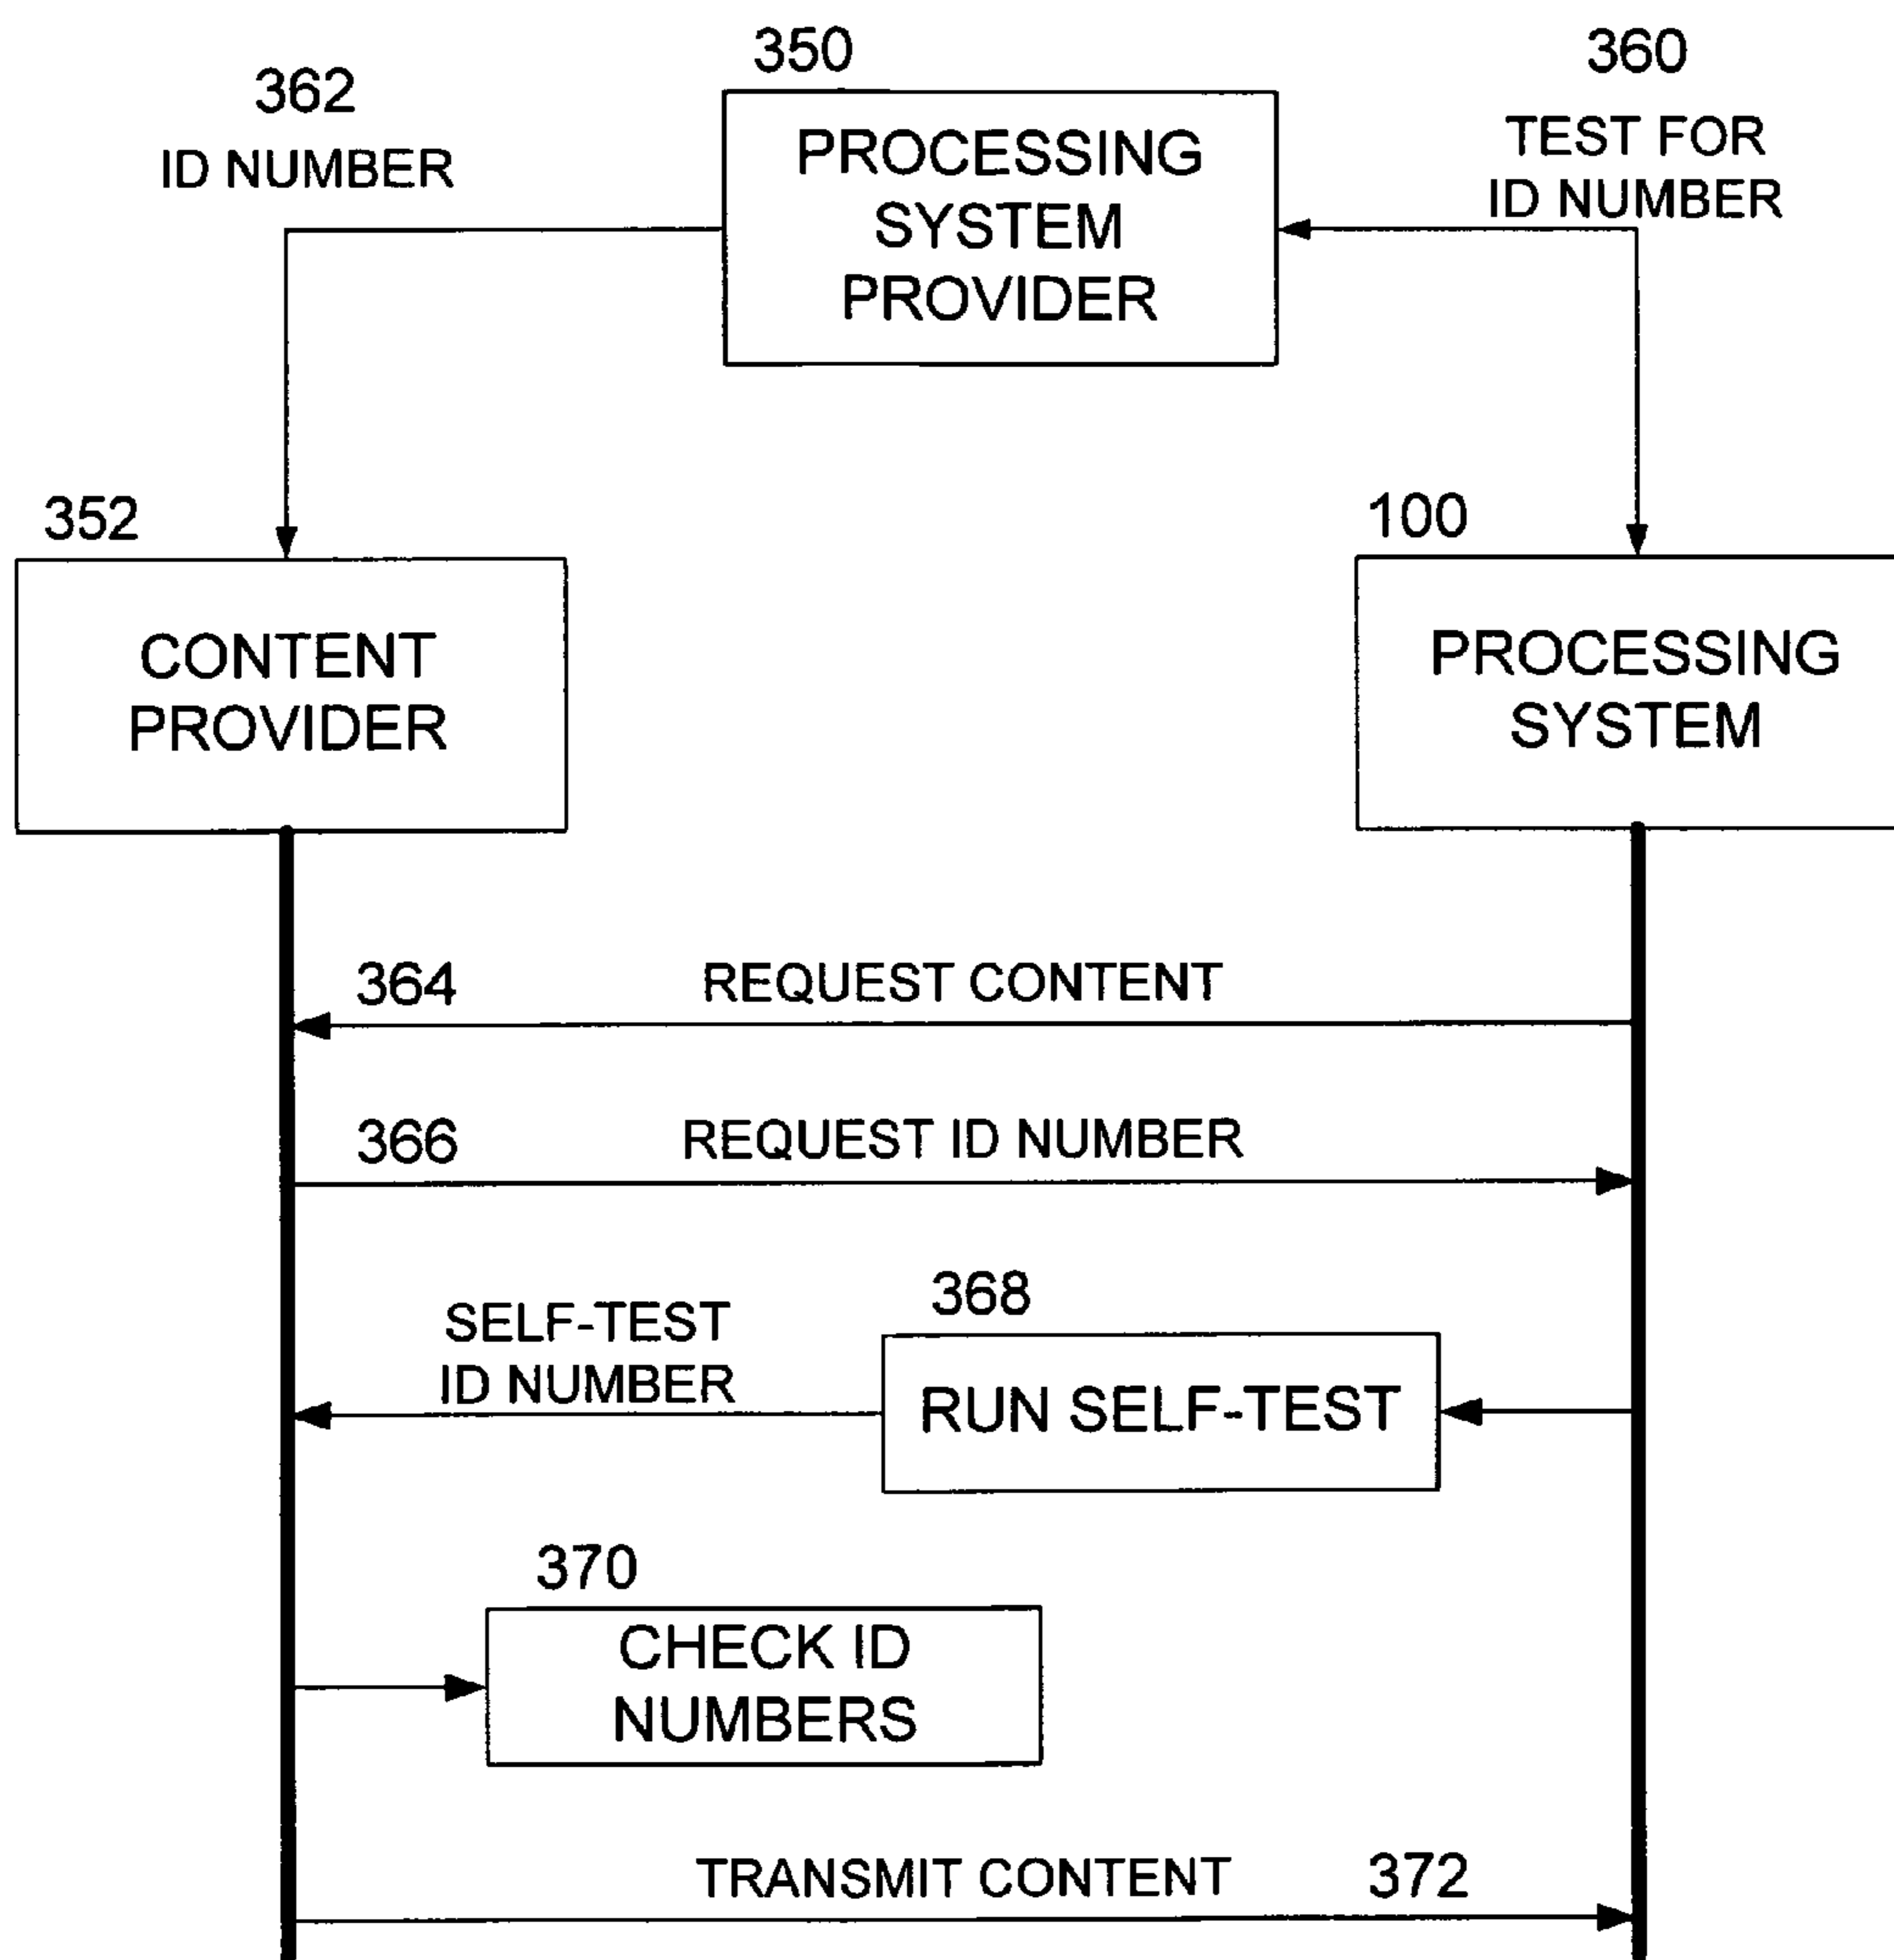 350
360
362
ID NUMBER
PROCESSING
SYSTEM
PROVIDER
TEST FOR
ID NUMBER
352
100
CONTENT
PROVIDER
PROCESSING
SYSTEM
364
REQUEST CONTENT
366
REQUEST ID NUMBER
368
SELF-TEST
ID NUMBER
RUN SELF-TEST
370
CHECK ID
NUMBERS
TRANSMIT CONTENT
372